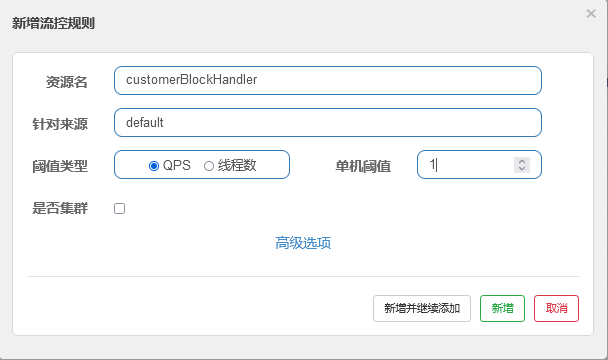 新增流控规则
资源名 customerBlockHandler
针对来源 default
阈值类型 QPS 线程数 单机阈值 1
是否集群
高级选项
新增并继续添加 新增 取消